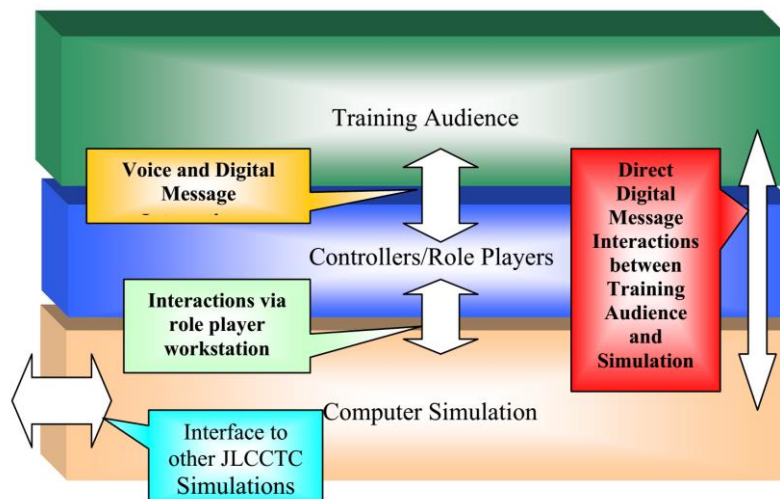 Training Audience
Voice and Digital
Message
Direct
Digital
Message
Interactions
between
Training
Audience
and
Simulation
Controllers/Role Players
Interactions via
role player
workstation
Computer Simulation
Interface to
other JLCCTC
Simulations